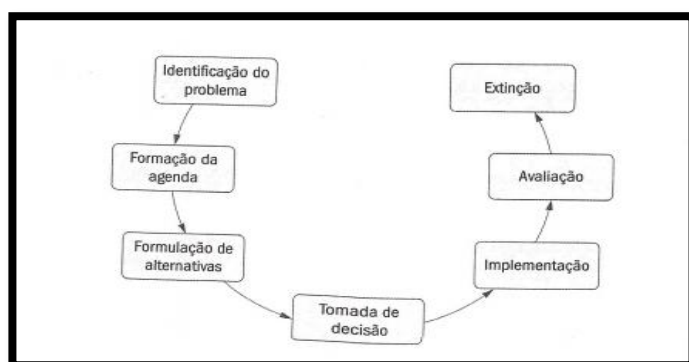 Identificação do
problema
Formação da
agenda
Formulação de
alternativas
Tomada de
decisão
Implementação
Avaliação
Extinção